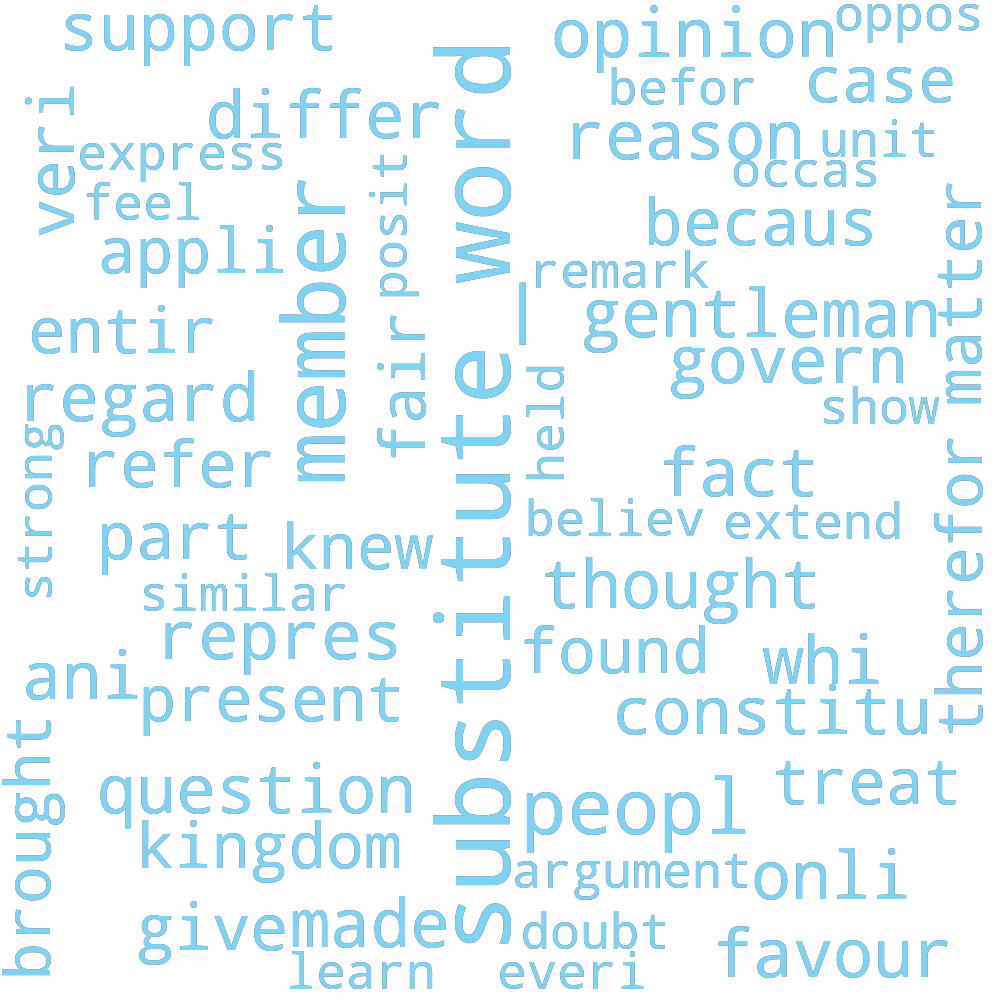 support
opinion
oppos
befor
case
differ
veri
express
reason
unit
occas
feel
posit
becaus
appli
member
substitute_word
remark
gentleman
matter
entir
fair
govern
regard
held
show
strong
refer
fact
therefor
part
knew
believ
extend
similar
thought
repres
found
whi
ani
present
constitu
brought
question
peopl
treat
kingdom
argument
onli
give
made
doubt
favour
learn
everi